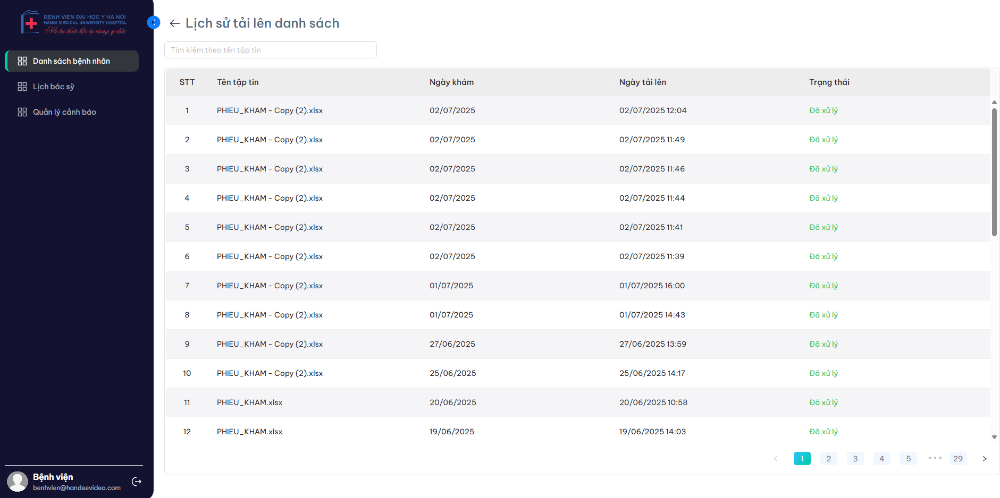 BỆNH VIỆN ĐẠI HỌC Y HÀ NỘI
HANOI MEDICAL UNIVERSITY HOSPITAL
Nơi tri thức hội tụ cùng y đức
Danh sách bệnh nhân
Lịch bác sỹ
Quản lý cảnh báo
Bệnh viện
benhvien@handeevideo.com
Lịch sử tải lên danh sách
Tìm kiếm theo tên tập tin
STT Tên tập tin Ngày khám Ngày tải lên Trạng thái
1 PHIEU_KHAM - Copy (2).xlsx 02/07/2025 02/07/2025 12:04 Đã xử lý
2 PHIEU_KHAM - Copy (2).xlsx 02/07/2025 02/07/2025 11:49 Đã xử lý
3 PHIEU_KHAM - Copy (2).xlsx 02/07/2025 02/07/2025 11:46 Đã xử lý
4 PHIEU_KHAM - Copy (2).xlsx 02/07/2025 02/07/2025 11:44 Đã xử lý
5 PHIEU_KHAM - Copy (2).xlsx 02/07/2025 02/07/2025 11:41 Đã xử lý
6 PHIEU_KHAM - Copy (2).xlsx 02/07/2025 02/07/2025 11:39 Đã xử lý
7 PHIEU_KHAM - Copy (2).xlsx 01/07/2025 01/07/2025 16:00 Đã xử lý
8 PHIEU_KHAM - Copy (2).xlsx 01/07/2025 01/07/2025 14:43 Đã xử lý
9 PHIEU_KHAM - Copy (2).xlsx 27/06/2025 27/06/2025 13:59 Đã xử lý
10 PHIEU_KHAM - Copy (2).xlsx 25/06/2025 25/06/2025 14:17 Đã xử lý
11 PHIEU_KHAM.xlsx 20/06/2025 20/06/2025 10:58 Đã xử lý
12 PHIEU_KHAM.xlsx 19/06/2025 19/06/2025 14:03 Đã xử lý
< 1 2 3 4 5 ••• 29 >